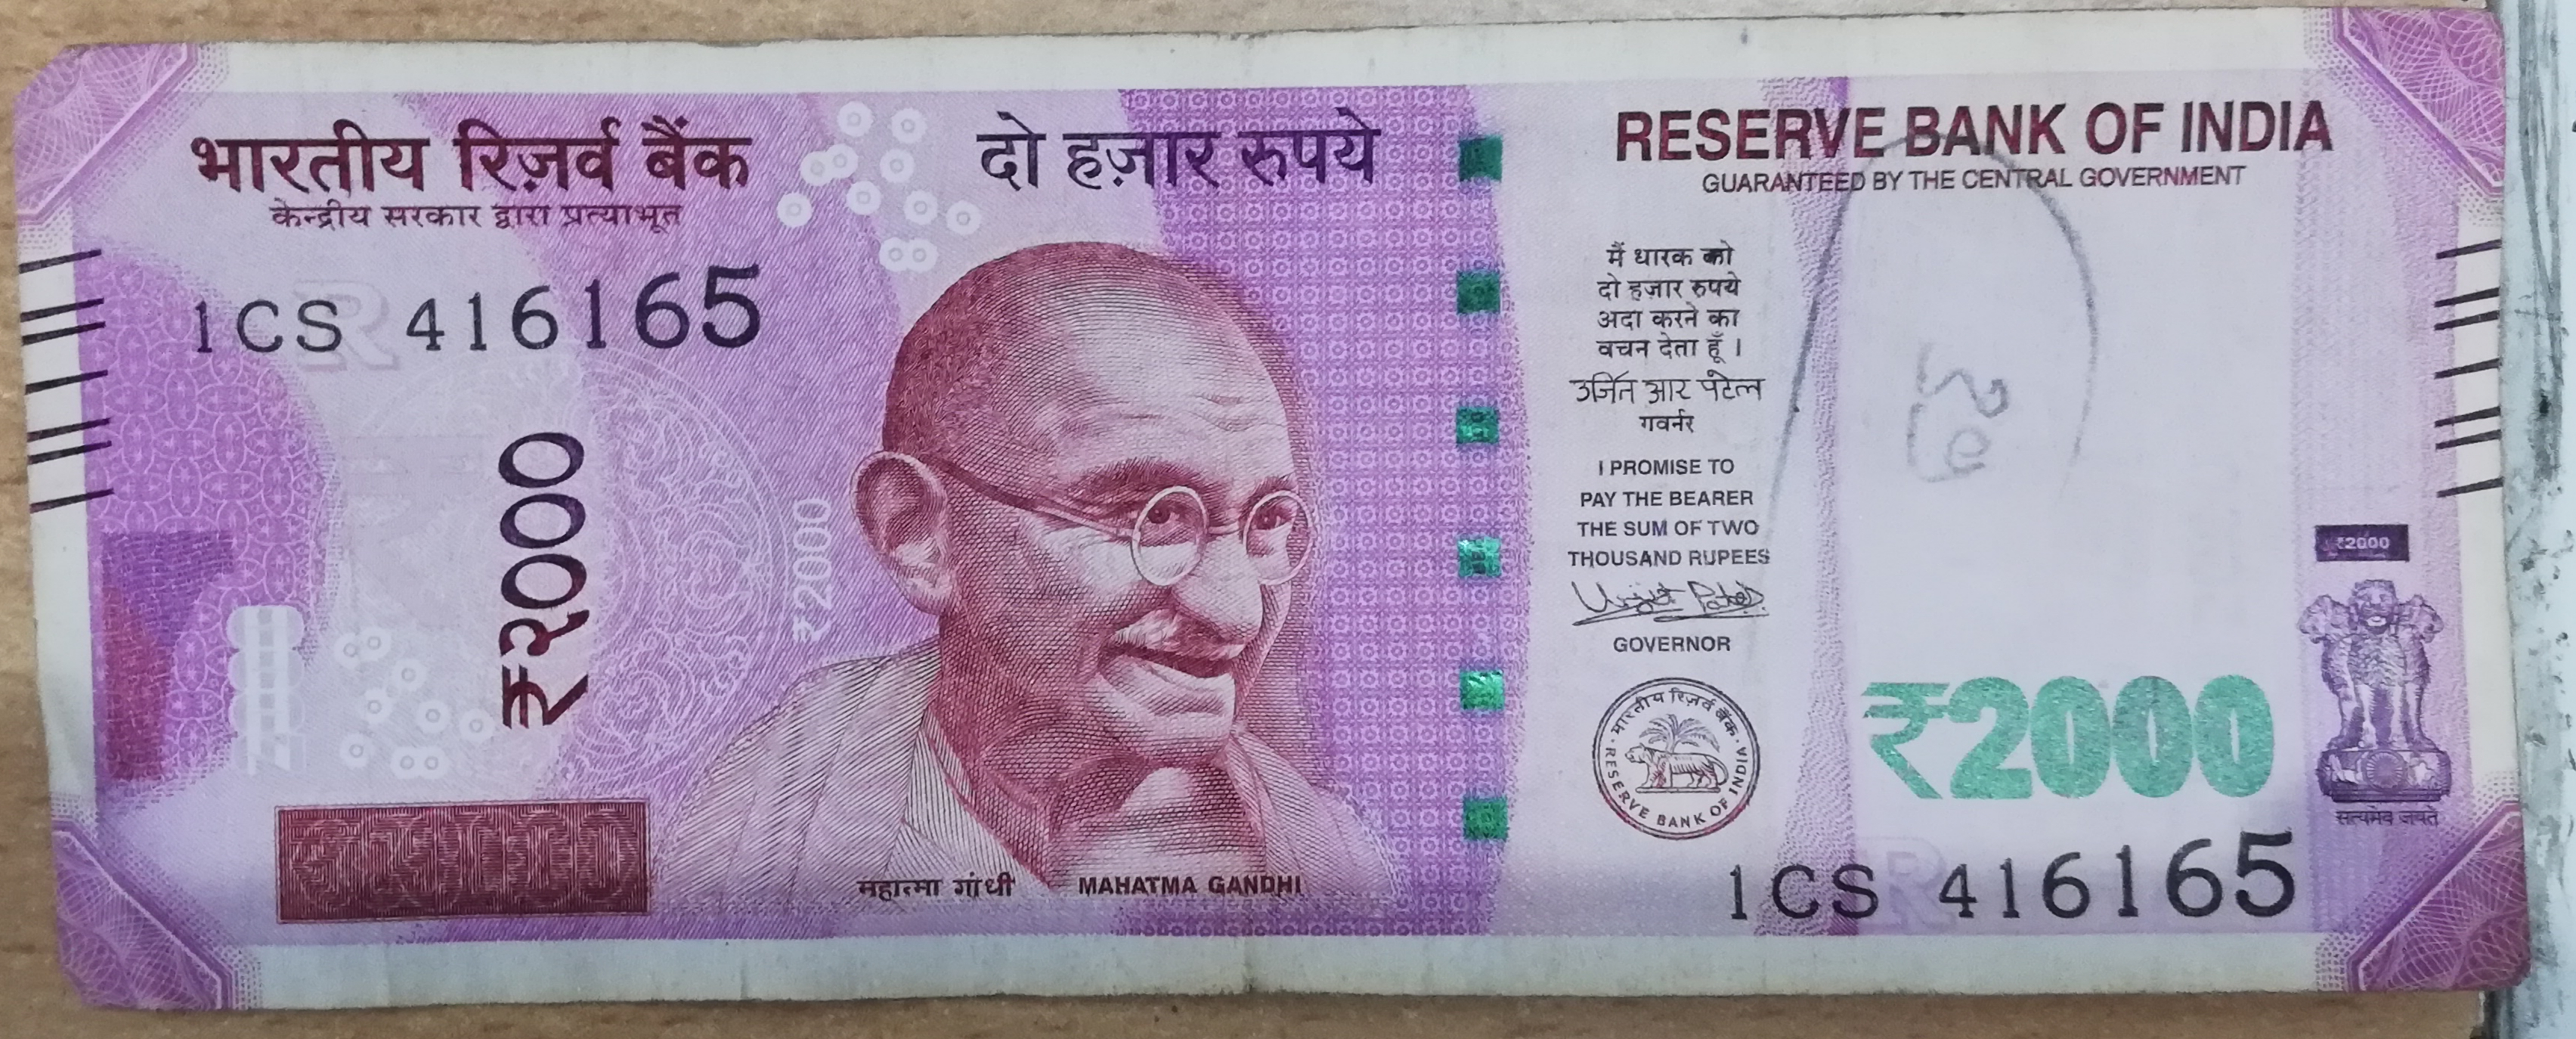 भारतीय रिज़र्व बैंक
केन्द्रीय सरकार द्वारा प्रत्याभूत
दो हज़ार रुपये
RESERVE BANK OF INDIA
GUARANTEED BY THE CENTRAL GOVERNMENT
1CS 416165
₹२०००
₹2000
मैं धारक को
दो हज़ार रुपये
अदा करने का
वचन देता हूँ ।
उर्जित आर पटेल
गवर्नर
I PROMISE TO
PAY THE BEARER
THE SUM OF TWO
THOUSAND RUPEES
Urjit Patel
GOVERNOR
भारतीय रिज़र्व बैंक
RESERVE BANK OF INDIA
₹2000
₹2000
सत्यमेव जयते
महात्मा गांधी
MAHATMA GANDHI
1CS 416165